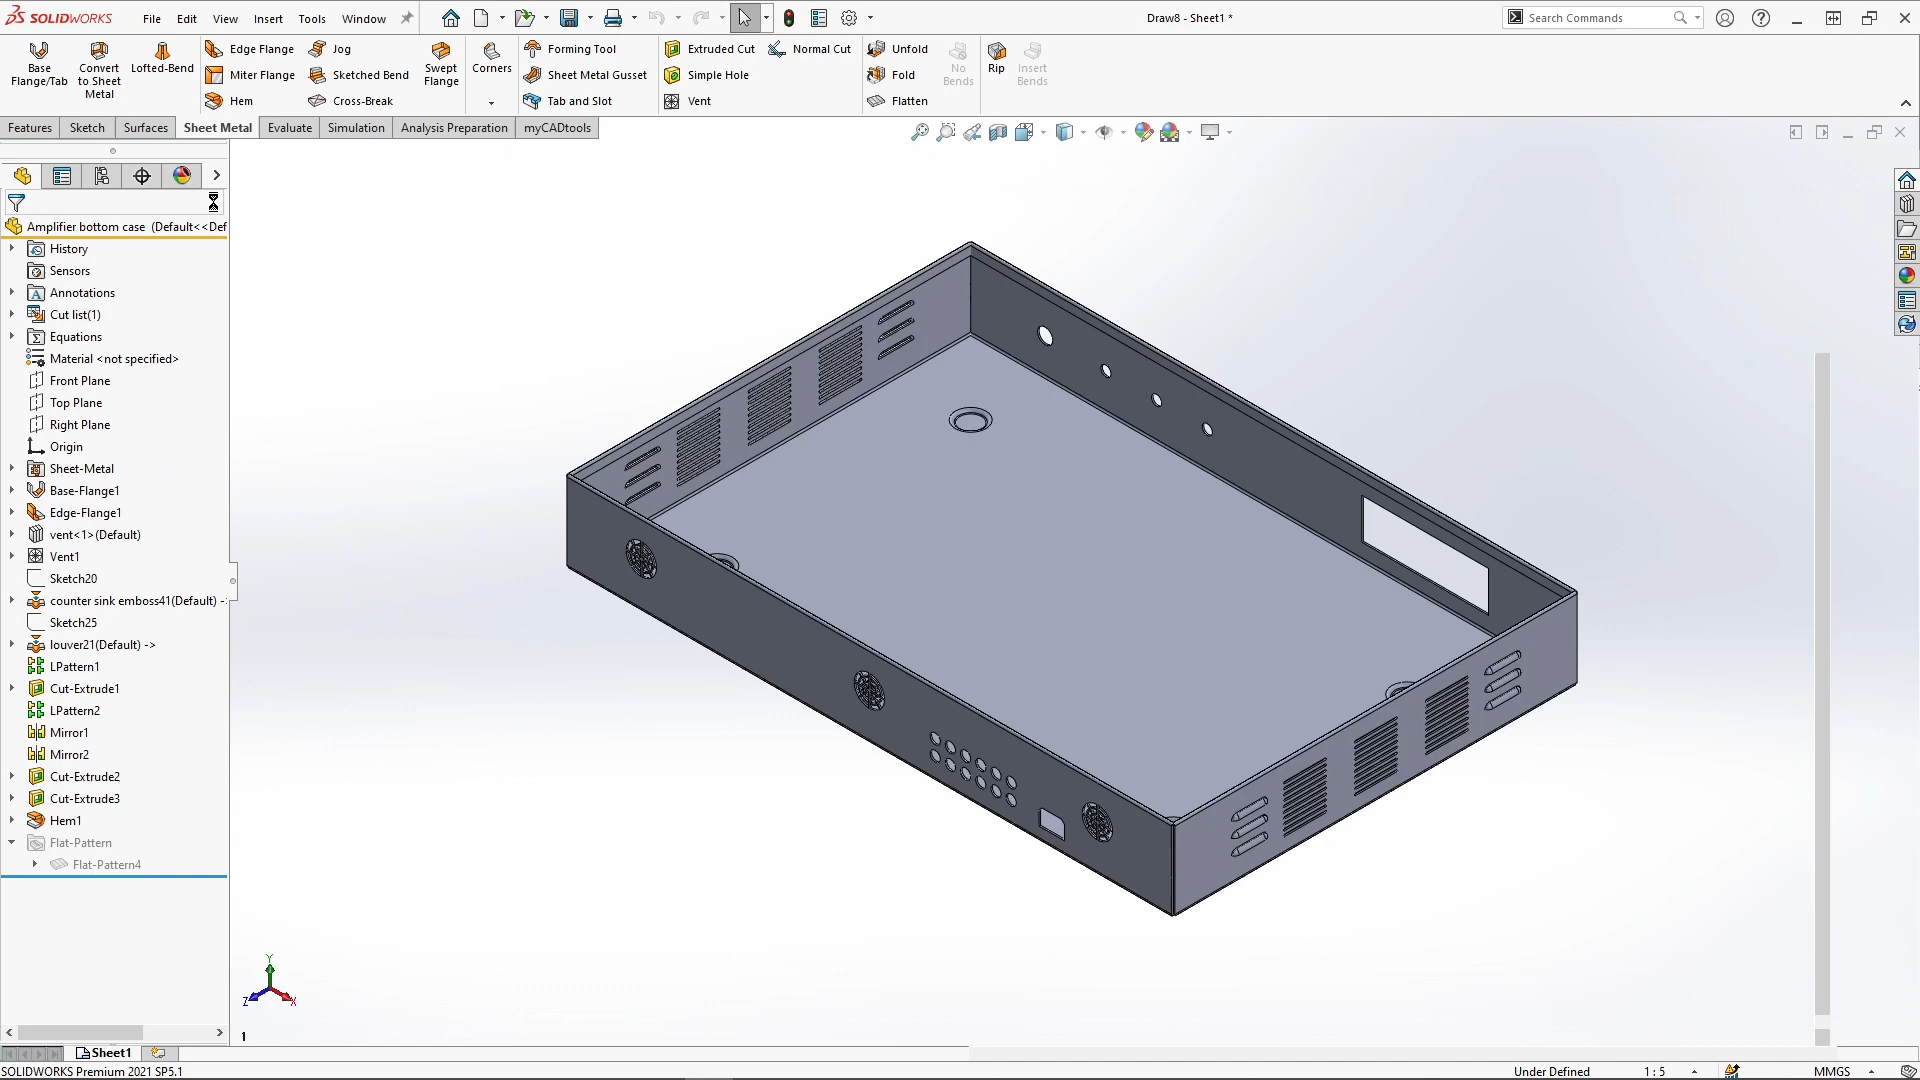 SOLIDWORKS File Edit View Insert Tools Window Draw8 - Sheet1 * Search Commands
Base Flange/Tab
Convert to Sheet Metal
Lofted-Bend
Edge Flange
Miter Flange
Hem
Jog
Sketched Bend
Cross-Break
Swept Flange
Corners
Forming Tool
Sheet Metal Gusset
Tab and Slot
Extruded Cut
Simple Hole
Vent
Normal Cut
Unfold
Fold
Flatten
No Bends
Rip
Insert Bends
Features Sketch Surfaces Sheet Metal Evaluate Simulation Analysis Preparation myCADtools
Amplifier bottom case (Default<<Def
History
Sensors
Annotations
Cut list(1)
Equations
Material <not specified>
Front Plane
Top Plane
Right Plane
Origin
Sheet-Metal
Base-Flange1
Edge-Flange1
vent<1>(Default)
Vent1
Sketch20
counter sink emboss41(Default) -
Sketch25
louver21(Default) ->
LPattern1
Cut-Extrude1
LPattern2
Mirror1
Mirror2
Cut-Extrude2
Cut-Extrude3
Hem1
Flat-Pattern
Flat-Pattern4
Y
Z X
1
Sheet1
SOLIDWORKS Premium 2021 SP5.1 Under Defined 1 : 5 MMGS